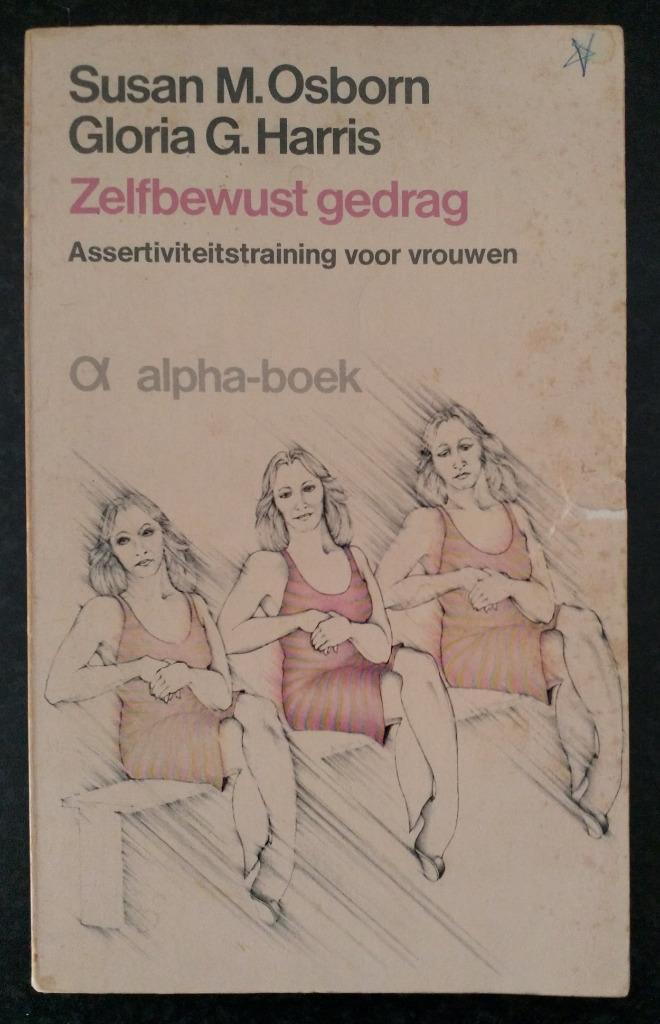 Susan M. Osborn
Gloria G. Harris
Zelfbewust gedrag
Assertiviteitstraining voor vrouwen
α alpha-boek